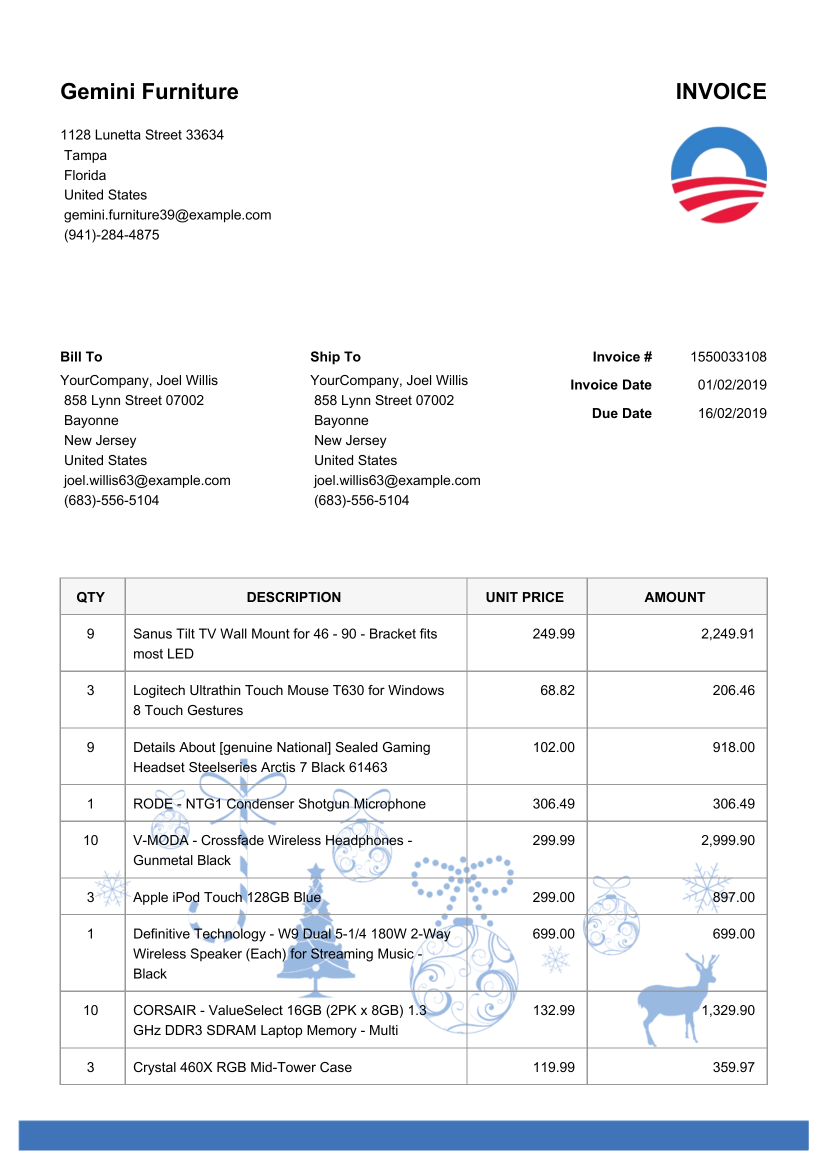 Gemini Furniture
INVOICE
1128 Lunetta Street 33634
Tampa
Florida
United States
gemini.furniture39@example.com
(941)-284-4875
Bill To
YourCompany, Joel Willis
858 Lynn Street 07002
Bayonne
New Jersey
United States
joel.willis63@example.com
(683)-556-5104
Ship To
YourCompany, Joel Willis
858 Lynn Street 07002
Bayonne
New Jersey
United States
joel.willis63@example.com
(683)-556-5104
Invoice # 1550033108
Invoice Date 01/02/2019
Due Date 16/02/2019
QTY DESCRIPTION UNIT PRICE AMOUNT
9 Sanus Tilt TV Wall Mount for 46 - 90 - Bracket fits 249.99 2,249.91
most LED
3 Logitech Ultrathin Touch Mouse T630 for Windows 68.82 206.46
8 Touch Gestures
9 Details About [genuine National] Sealed Gaming 102.00 918.00
Headset Steelseries Arctis 7 Black 61463
1 RODE - NTG1 Condenser Shotgun Microphone 306.49 306.49
10 V-MODA - Crossfade Wireless Headphones - 299.99 2,999.90
Gunmetal Black
3 Apple iPod Touch 128GB Blue 299.00 897.00
1 Definitive Technology - W9 Dual 5-1/4 180W 2-Way 699.00 699.00
Wireless Speaker (Each) for Streaming Music -
Black
10 CORSAIR - ValueSelect 16GB (2PK x 8GB) 1.3 132.99 1,329.90
GHz DDR3 SDRAM Laptop Memory - Multi
3 Crystal 460X RGB Mid-Tower Case 119.99 359.97